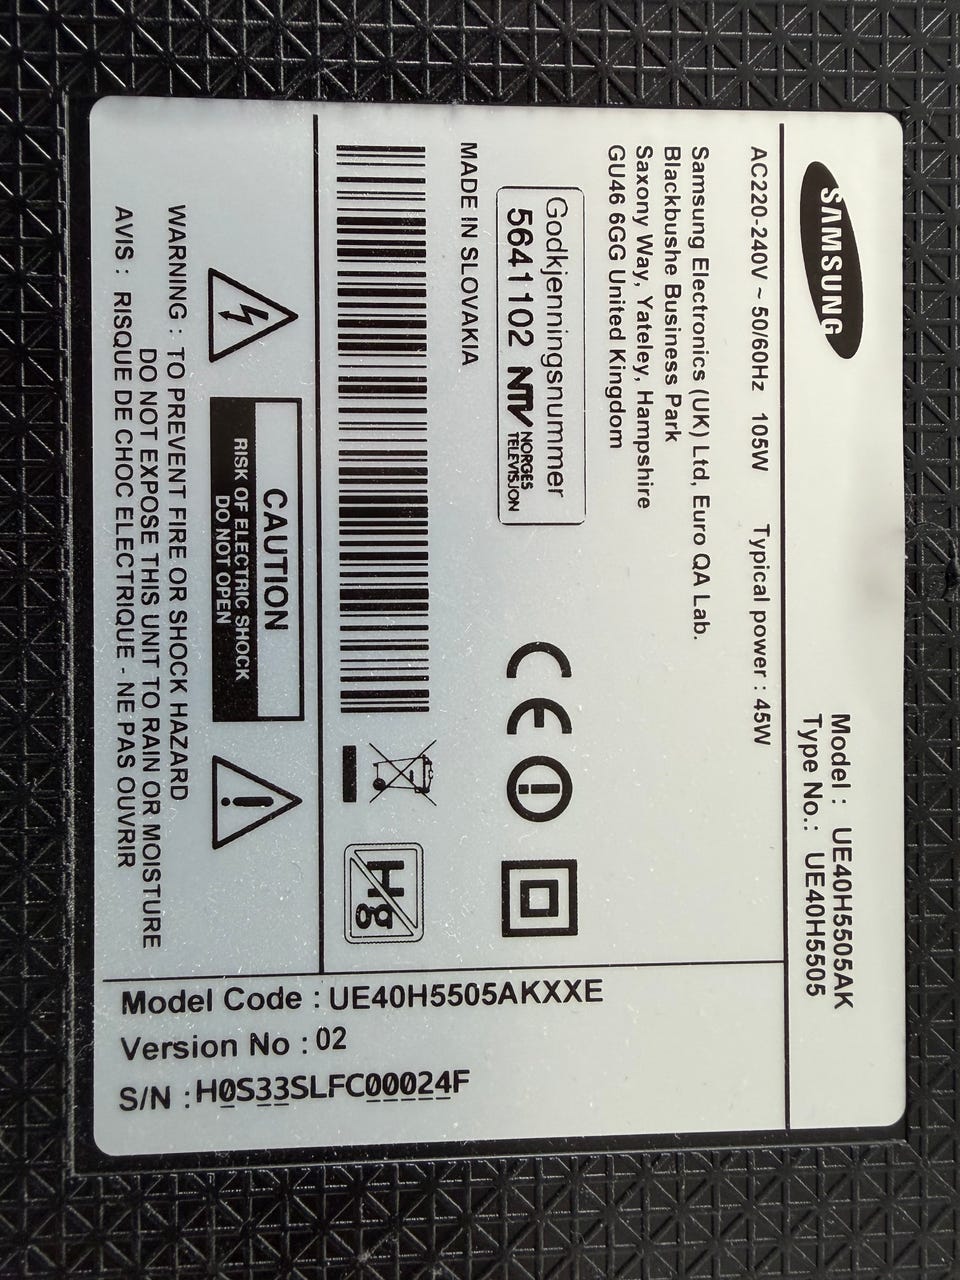 SAMSUNG
Model : UE40H5505AK
Type No.: UE40H5505
AC220-240V ~ 50/60Hz 105W Typical power : 45W
Samsung Electronics (UK) Ltd, Euro QA Lab.
Blackbushe Business Park
Saxony Way, Yateley, Hampshire
GU46 6GG United Kingdom
Godkjenningsnummer
5641102 NTV NORGES
TELEVISJON
CE
MADE IN SLOVAKIA
Hg
CAUTION
RISK OF ELECTRIC SHOCK
DO NOT OPEN
WARNING : TO PREVENT FIRE OR SHOCK HAZARD
DO NOT EXPOSE THIS UNIT TO RAIN OR MOISTURE
AVIS : RISQUE DE CHOC ELECTRIQUE - NE PAS OUVRIR
Model Code : UE40H5505AKXXE
Version No : 02
S/N : H0S33SLFC00024F